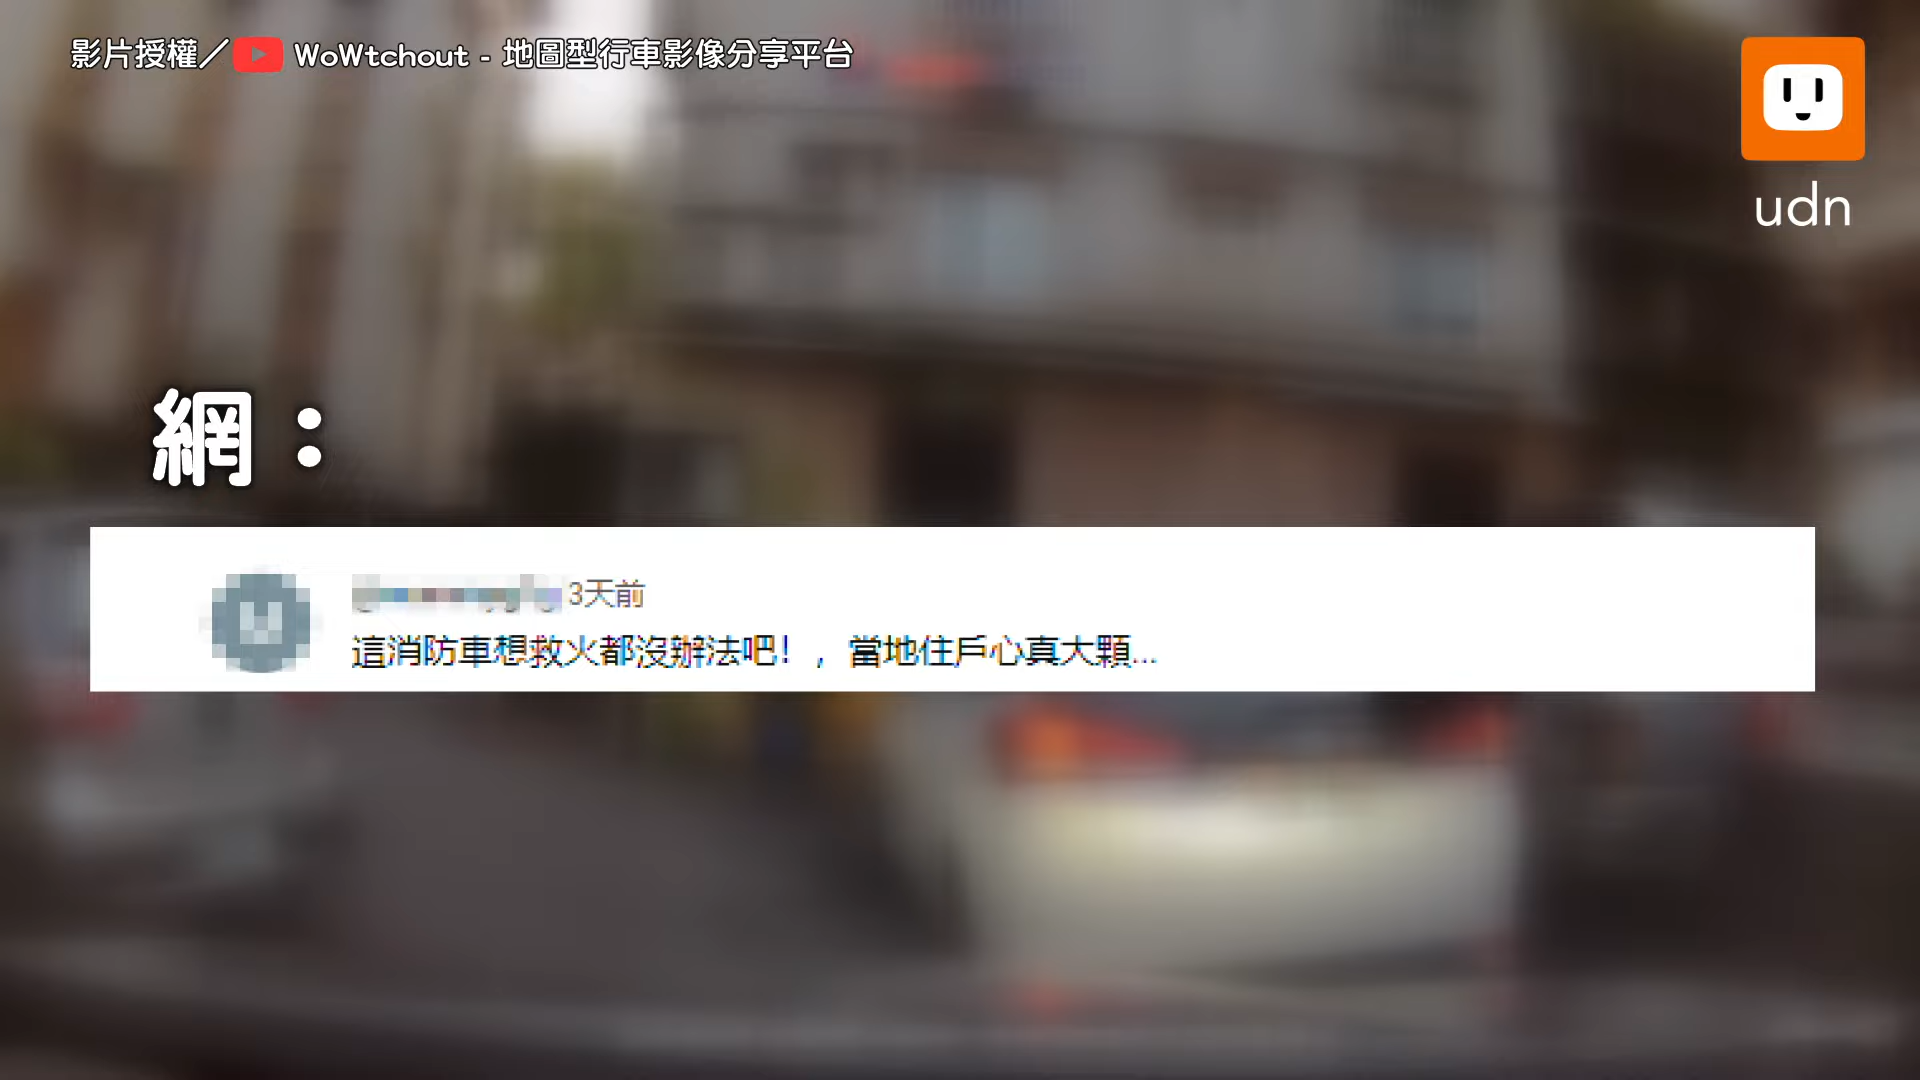 影片授權／ WoWtchout - 地圖型行車影像分享平台
udn
網：
3天前
這消防車想救火都沒辦法吧！，當地住戶心真大顆...